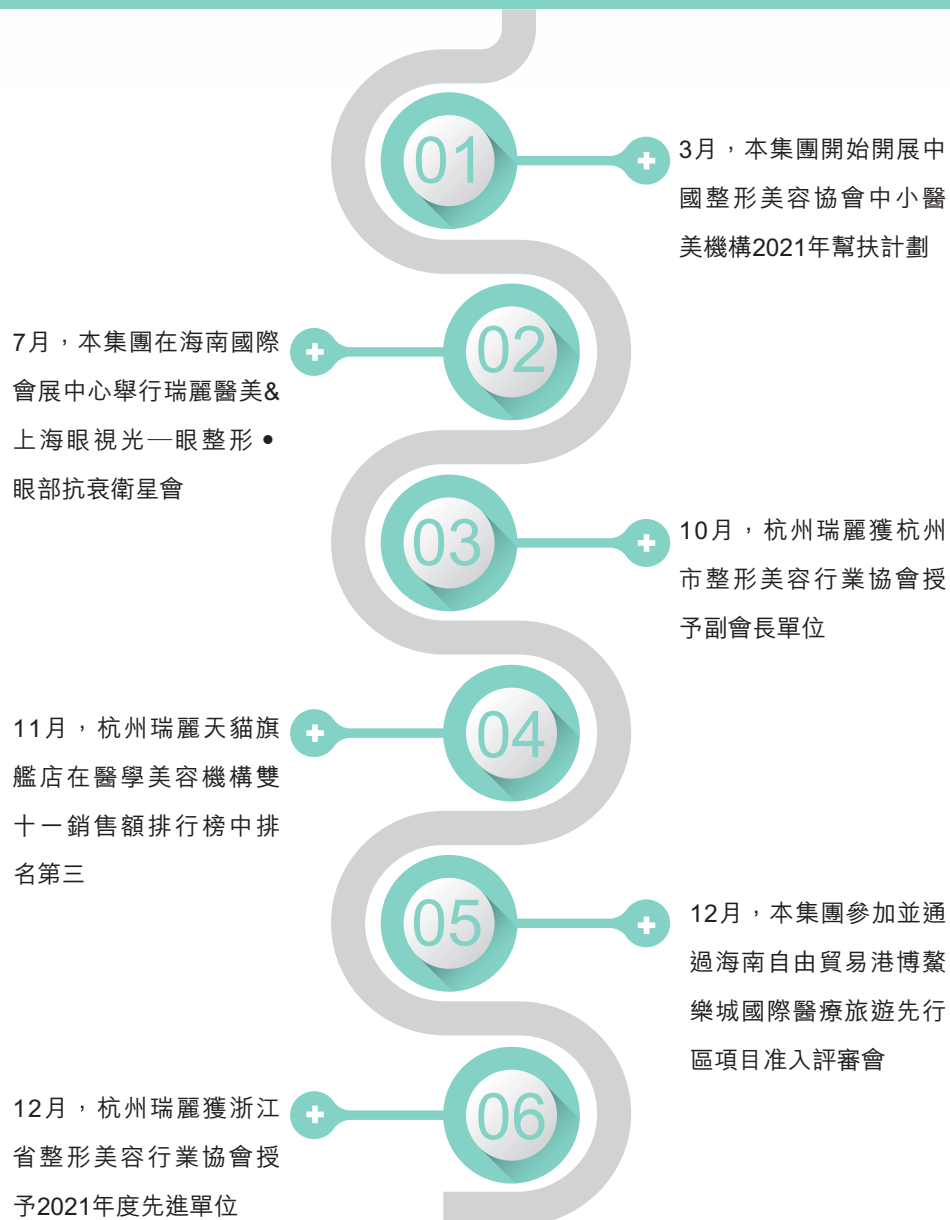 01
3月，本集團開始開展中
國整形美容協會中小醫
美機構2021年幫扶計劃
02
7月，本集團在海南國際
會展中心舉行瑞麗醫美&
上海眼視光—眼整形•
眼部抗衰衛星會
03
10月，杭州瑞麗獲杭州
市整形美容行業協會授
予副會長單位
04
11月，杭州瑞麗天貓旗
艦店在醫學美容機構雙
十一銷售額排行榜中排
名第三
05
12月，本集團參加並通
過海南自由貿易港博鰲
樂城國際醫療旅遊先行
區項目准入評審會
06
12月，杭州瑞麗獲浙江
省整形美容行業協會授
予2021年度先進單位